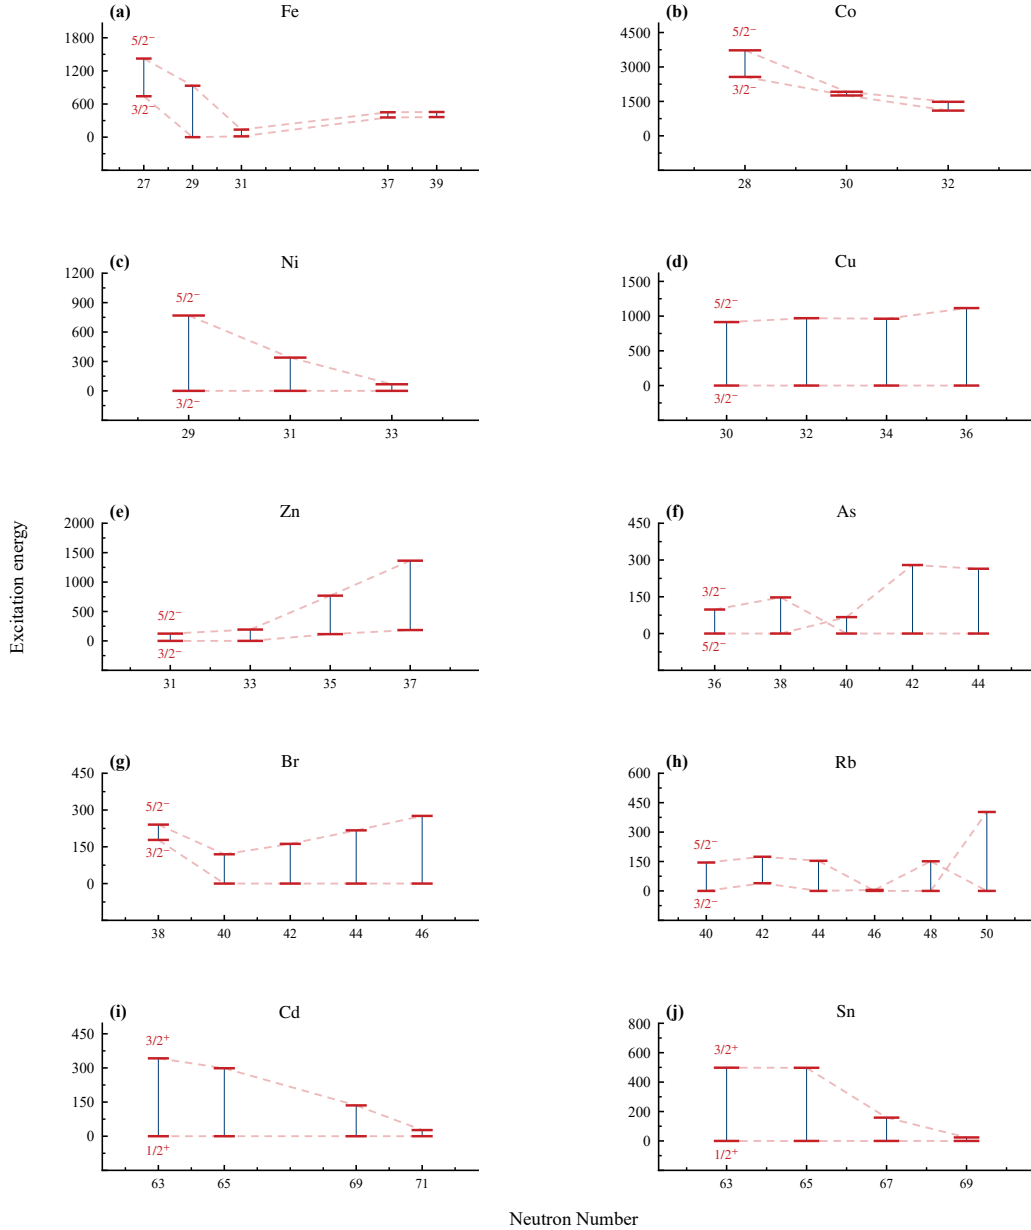 (a) Fe
1800
1200
600
0
5/2⁻
3/2⁻
27 29 31 37 39
(b) Co
4500
3000
1500
0
5/2⁻
3/2⁻
28 30 32
(c) Ni
1200
900
600
300
0
5/2⁻
3/2⁻
29 31 33
(d) Cu
1500
1000
500
0
5/2⁻
3/2⁻
30 32 34 36
(e) Zn
2000
1500
1000
500
0
5/2⁻
3/2⁻
31 33 35 37
(f) As
450
300
150
0
3/2⁻
5/2⁻
36 38 40 42 44
(g) Br
450
300
150
0
5/2⁻
3/2⁻
38 40 42 44 46
(h) Rb
600
450
300
150
0
5/2⁻
3/2⁻
40 42 44 46 48 50
(i) Cd
450
300
150
0
3/2⁺
1/2⁺
63 65 69 71
(j) Sn
800
600
400
200
0
3/2⁺
1/2⁺
63 65 67 69
Excitation energy
Neutron Number